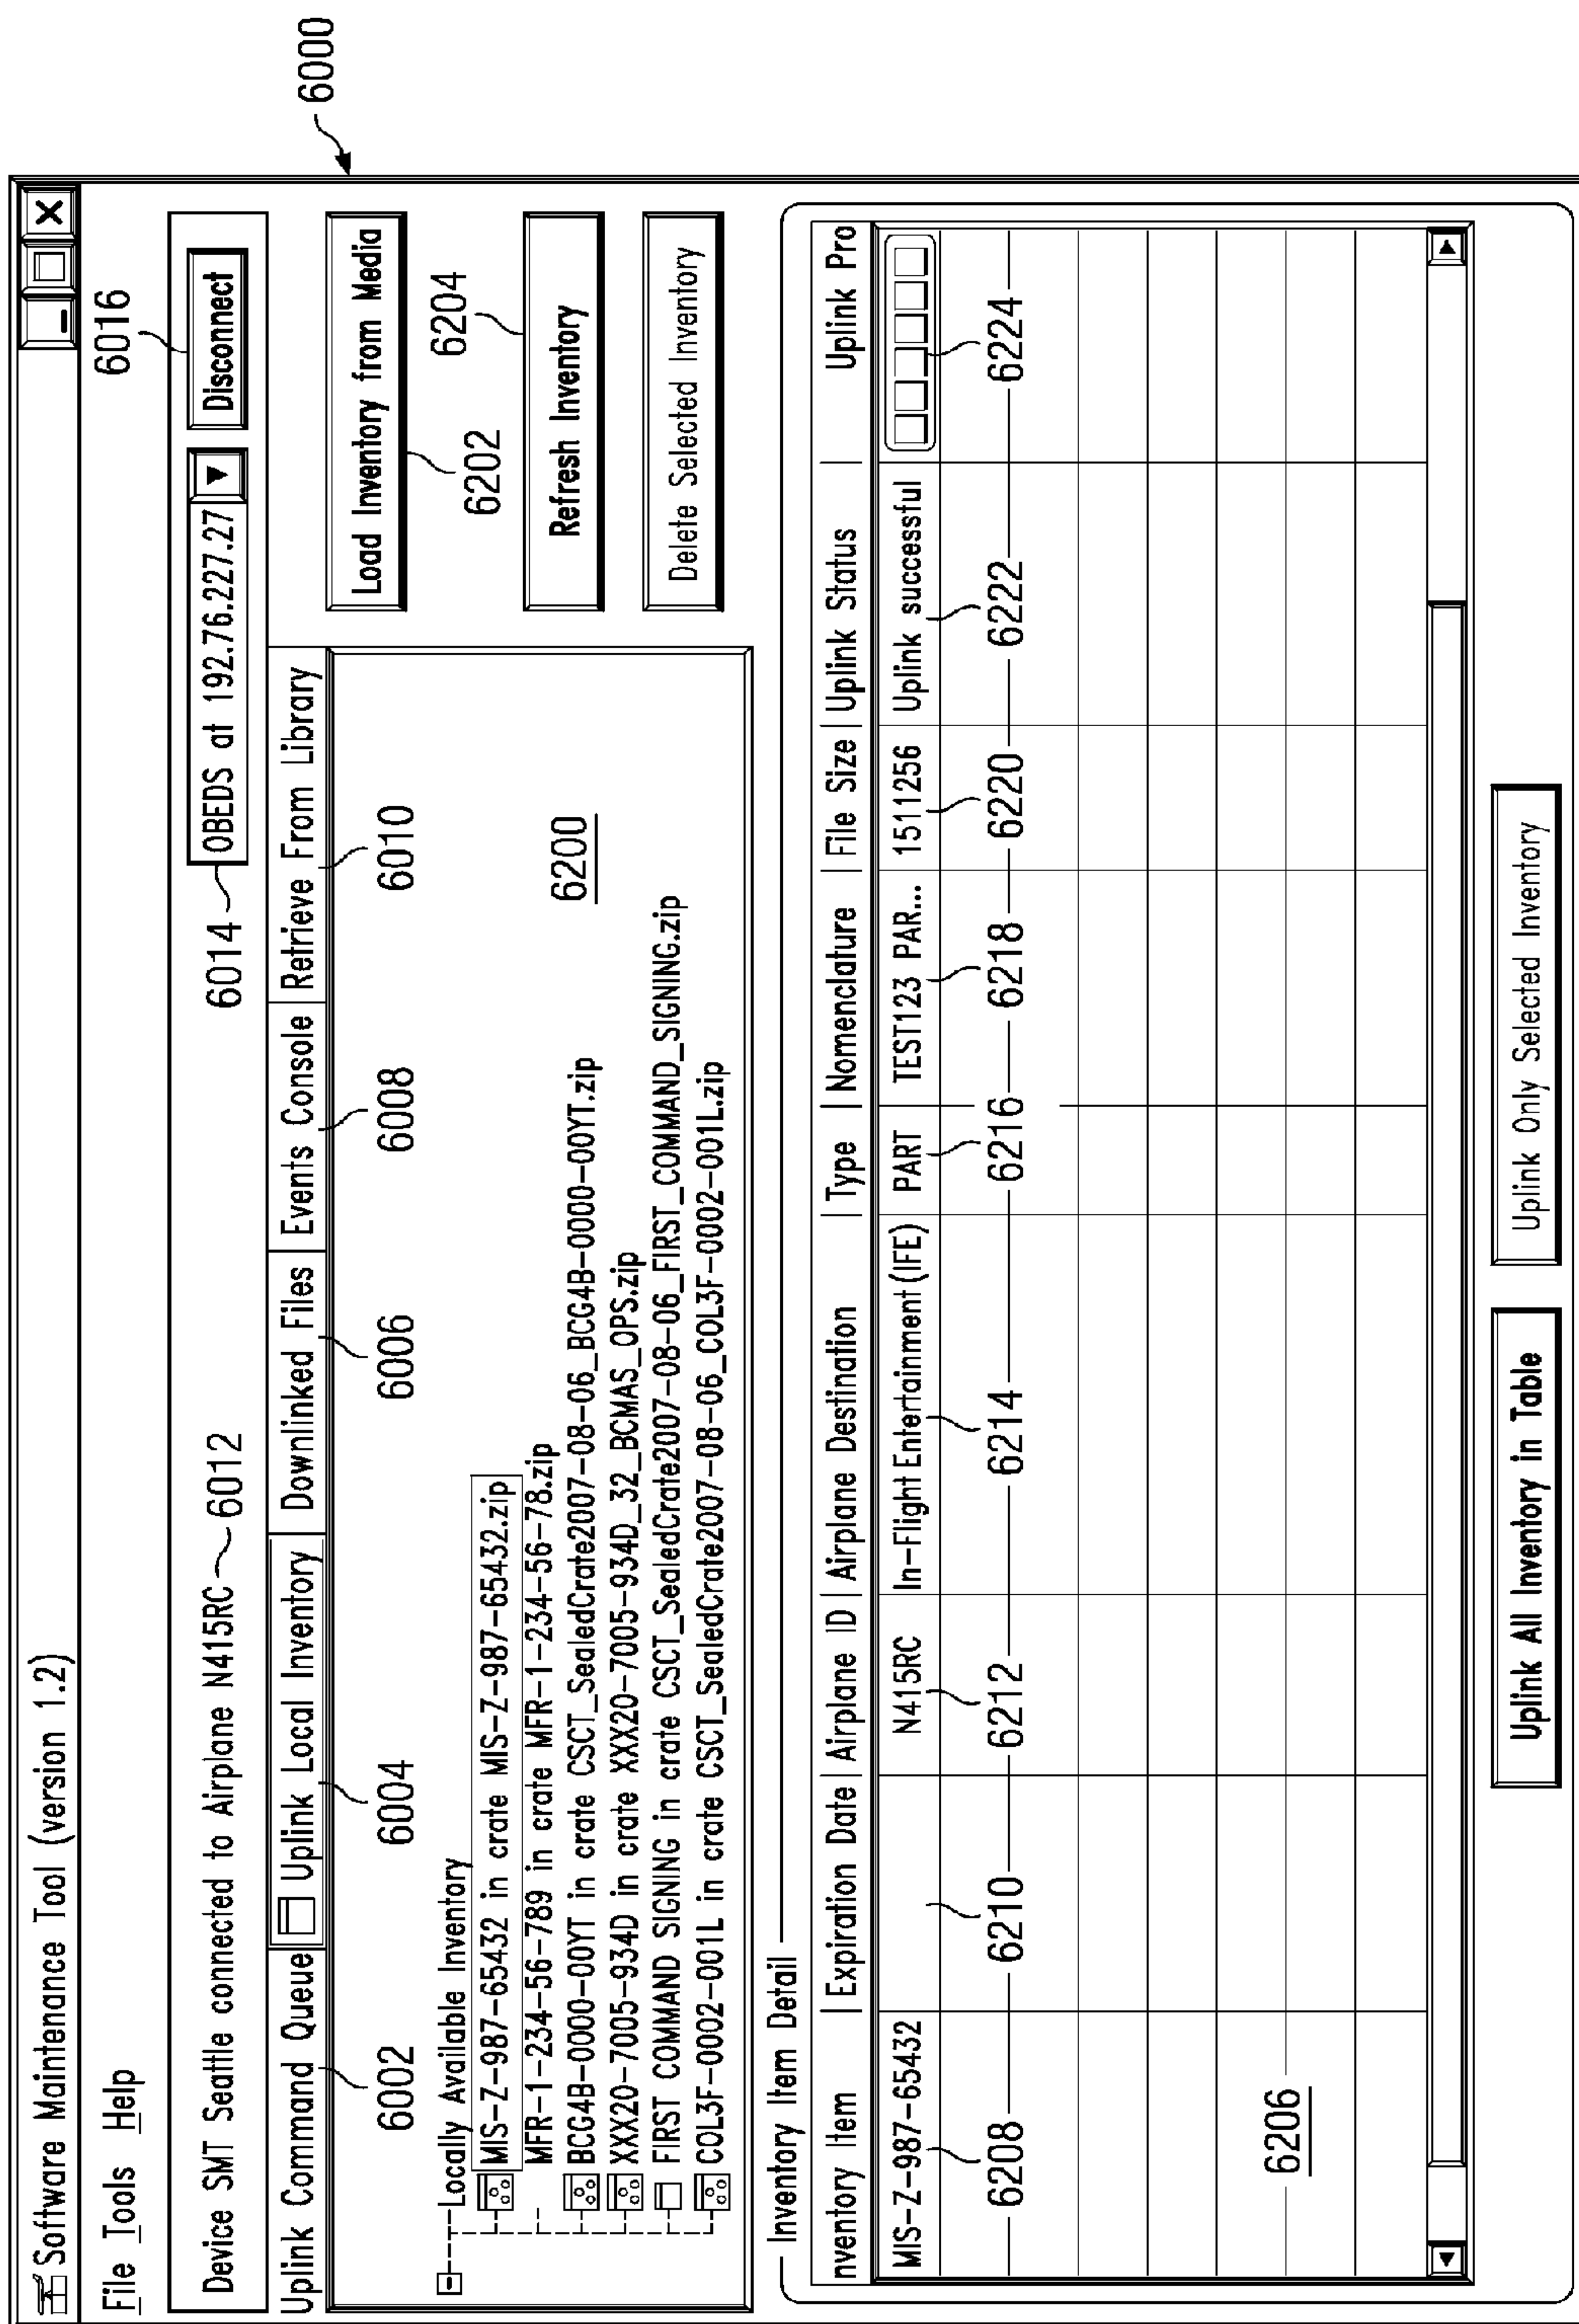 Software Maintenance Tool (version 1.2)
File Tools Help
6016
Device SMT Seattle connected to Airplane N415RC 6012
6014 OBEDS at 192.76.227.27 Disconnect
6000
Uplink Command Queue Uplink Local Inventory Downlinked Files Events Console Retrieve From Library
6002 6004 6006 6008 6010
Load Inventory from Media
6202 6204
Refresh Inventory
Delete Selected Inventory
Locally Available Inventory
MIS-Z-987-65432 in crate MIS-Z-987-65432.zip
MFR-1-234-56-789 in crate MFR-1-234-56-78.zip
BCG4B-0000-00YT in crate CSCT_SealedCrate2007-08-06_BCG4B-0000-00YT.zip
XXX20-7005-934D in crate XXX20-7005-934D_32_BCMAS_OPS.zip
FIRST COMMAND SIGNING in crate CSCT_SealedCrate2007-08-06_FIRST_COMMAND_SIGNING.zip
COL3F-0002-001L in crate CSCT_SealedCrate2007-08-06_COL3F-0002-001L.zip
6200
Inventory Item Detail
nventory Item Expiration Date Airplane ID Airplane Destination Type Nomenclature File Size Uplink Status Uplink Pro
MIS-Z-987-65432 N415RC In-Flight Entertainment (IFE) PART TEST123 PAR... 1511256 Uplink successful
6208 6210 6212 6214 6216 6218 6220 6222 6224
6206
Uplink All Inventory in Table Uplink Only Selected Inventory